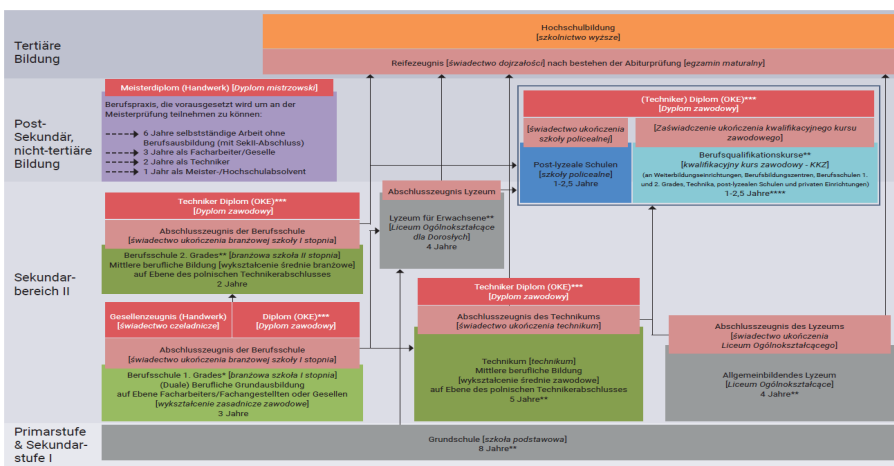 Tertiäre
Bildung
Hochschulbildung
[szkolnictwo wyższe]
Reifezeugnis [świadectwo dojrzałości] nach bestehen der Abiturprüfung [egzamin maturalny]
Post-
Sekundär,
nicht-tertiäre
Bildung
Meisterdiplom (Handwerk) [Dyplom mistrzowski]
Berufspraxis, die vorausgesetzt wird um an der
Meisterprüfung teilnehmen zu können:
6 Jahre selbstständige Arbeit ohne
Berufsausbildung (mit SekII-Abschluss)
3 Jahre als Facharbeiter/Geselle
2 Jahre als Techniker
1 Jahr als Meister-/Hochschulabsolvent
(Techniker) Diplom (OKE)***
[Dyplom zawodowy]
[świadectwo ukończenia
szkoły policealnej]
[Zaświadczenie ukończenia kwalifikacyjnego kursu
zawodowego]
Post-lyzeale Schulen
[szkoły policealne]
1-2,5 Jahre
Berufsqualifikationskurse**
[kwalifikacyjny kurs zawodowy - KKZ]
(an Weiterbildungseinrichtungen, Berufsbildungszentren, Berufsschulen 1.
und 2. Grades, Technika, post-lyzealen Schulen und privaten Einrichtungen)
1-2,5 Jahre****
Sekundar-
bereich II
Techniker Diplom (OKE)***
[Dyplom zawodowy]
Abschlusszeugnis der Berufsschule
[świadectwo ukończenia branżowej szkoły I stopnia]
Berufsschule 2. Grades** [branżowa szkoła II stopnia]
Mittlere berufliche Bildung [wykształcenie średnie branżowe]
auf Ebene des polnischen Technikerabschlusses
2 Jahre
Abschlusszeugnis Lyzeum
Lyzeum für Erwachsene**
[Liceum Ogólnokształcące
dla Dorosłych]
4 Jahre
Gesellenzeugnis (Handwerk)
[świadectwo czeladnicze]
Diplom (OKE)***
[Dyplom zawodowy]
Abschlusszeugnis der Berufsschule
[świadectwo ukończenia branżowej szkoły I stopnia]
Berufsschule 1. Grades* [branżowa szkoła I stopnia]
(Duale) Berufliche Grundausbildung
auf Ebene Facharbeiters/Fachangestellten oder Gesellen
[wykształcenie zasadnicze zawodowe]
3 Jahre
Techniker Diplom (OKE)***
[Dyplom zawodowy]
Abschlusszeugnis des Technikums
[świadectwo ukończenia technikum]
Technikum [technikum]
Mittlere berufliche Bildung
[wykształcenie średnie zawodowe]
auf Ebene des polnischen Technikerabschlusses
5 Jahre**
Abschlusszeugnis des Lyzeums
[świadectwo ukończenia
Liceum Ogólnokształcącego]
Allgemeinbildendes Lyzeum
[Liceum Ogólnokształcące]
4 Jahre**
Primarstufe
& Sekundar-
stufe I
Grundschule [szkoła podstawowa]
8 Jahre**